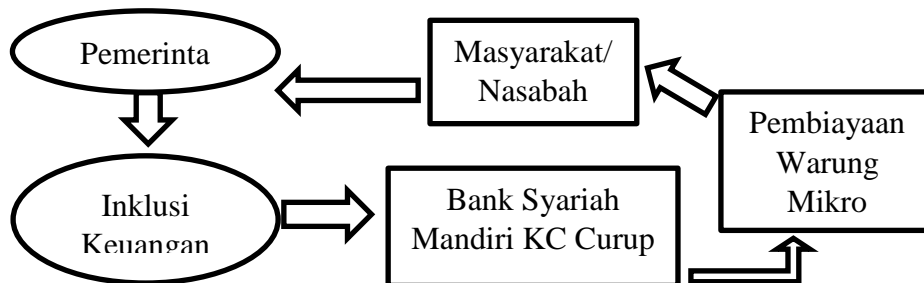 Pemerinta
Masyarakat/
Nasabah
Pembiayaan
Warung
Mikro
Inklusi
Keuangan
Bank Syariah
Mandiri KC Curup